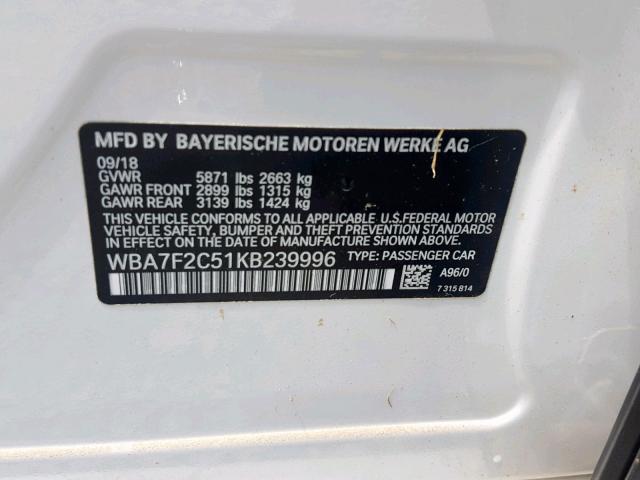 MFD BY BAYERISCHE MOTOREN WERKE AG
09/18
GVWR 5871 lbs 2663 kg
GAWR FRONT 2899 lbs 1315 kg
GAWR REAR 3139 lbs 1424 kg
THIS VEHICLE CONFORMS TO ALL APPLICABLE U.S.FEDERAL MOTOR
VEHICLE SAFETY, BUMPER, AND THEFT PREVENTION STANDARDS
IN EFFECT ON THE DATE OF MANUFACTURE SHOWN ABOVE.
WBA7F2C51KB239996 TYPE: PASSENGER CAR
A96/0
7 315 814